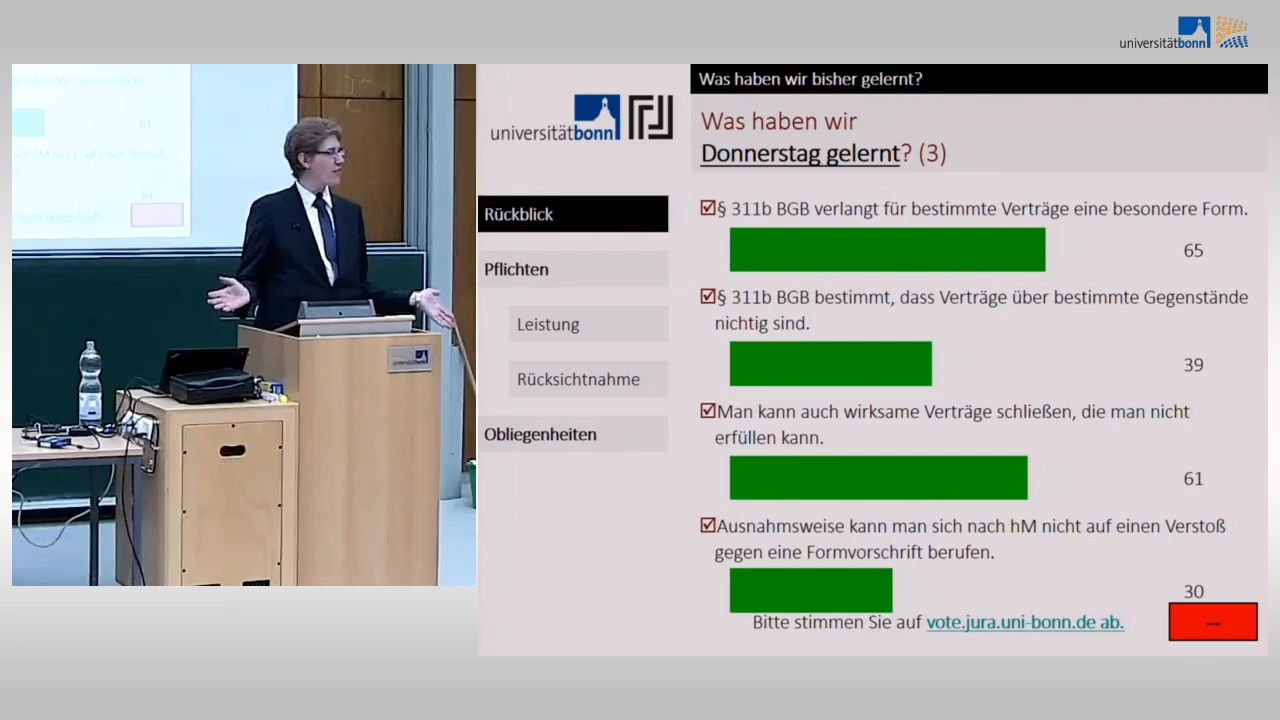 universitätbonn
Was haben wir bisher gelernt?
universitätbonn
Was haben wir
Donnerstag gelernt? (3)
Rückblick
Pflichten
Leistung
Rücksichtnahme
Obliegenheiten
§ 311b BGB verlangt für bestimmte Verträge eine besondere Form.
65
§ 311b BGB bestimmt, dass Verträge über bestimmte Gegenstände
nichtig sind.
39
Man kann auch wirksame Verträge schließen, die man nicht
erfüllen kann.
61
Ausnahmsweise kann man sich nach hM nicht auf einen Verstoß
gegen eine Formvorschrift berufen.
30
Bitte stimmen Sie auf vote.jura.uni-bonn.de ab.
--